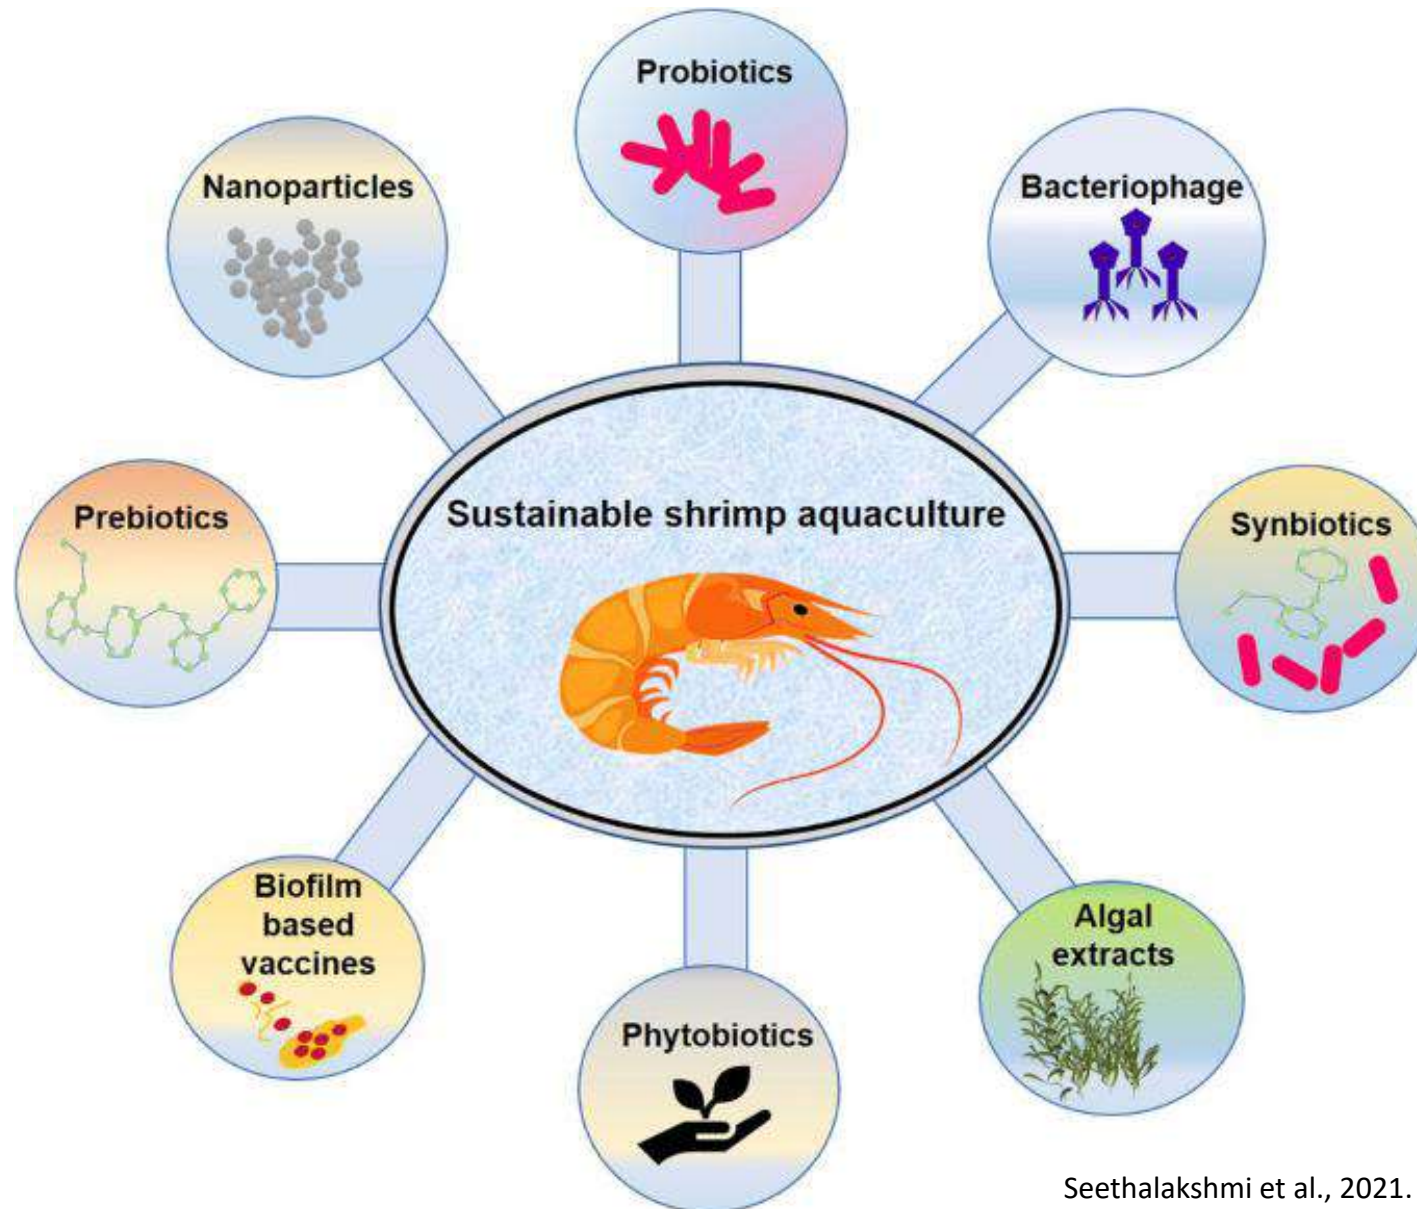 Probiotics
Nanoparticles
Bacteriophage
Prebiotics
Sustainable shrimp aquaculture
Synbiotics
Biofilm
based
vaccines
Algal
extracts
Phytobiotics
Seethalakshmi et al., 2021.